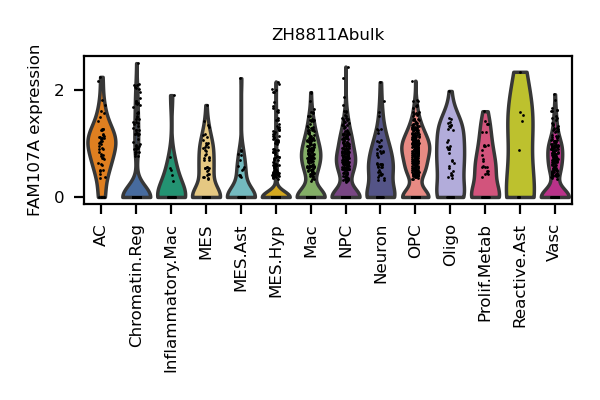 ZH8811Abulk
FAM107A expression
2
0
AC
Chromatin.Reg
Inflammatory.Mac
MES
MES.Ast
MES.Hyp
Mac
NPC
Neuron
OPC
Oligo
Prolif.Metab
Reactive.Ast
Vasc